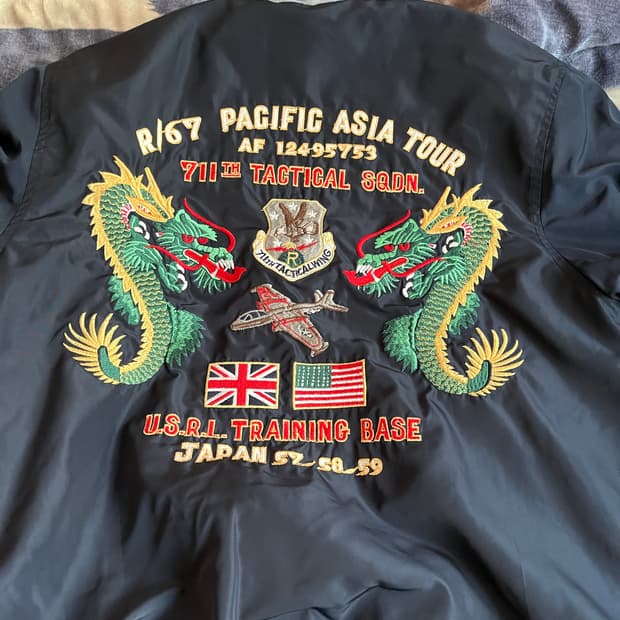 R/67 PACIFIC ASIA TOUR
AF 12495753
711TH TACTICAL SQDN.
R
711TH TACTICAL WING
U.S.R.L. TRAINING BASE
JAPAN 57-58-59